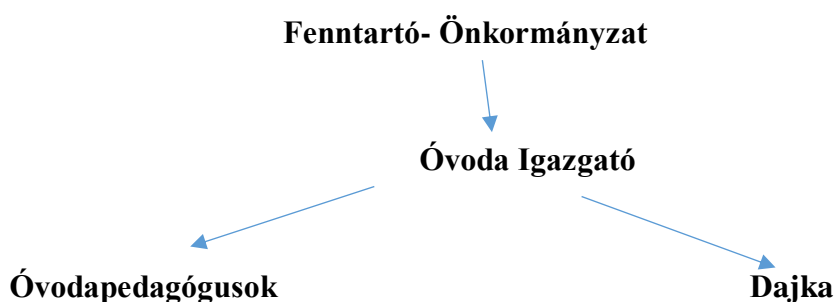 Fenntartó- Önkormányzat
Óvoda Igazgató
Óvodapedagógusok
Dajka